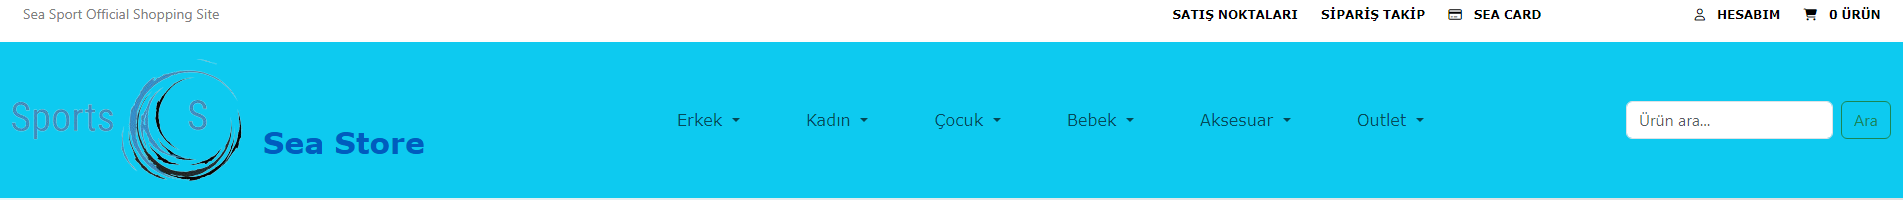 Sea Sport Official Shopping Site SATIŞ NOKTALARI SİPARİŞ TAKİP SEA CARD HESABIM 0 ÜRÜN
Sports S Sea Store Erkek Kadın Çocuk Bebek Aksesuar Outlet Ürün ara... Ara